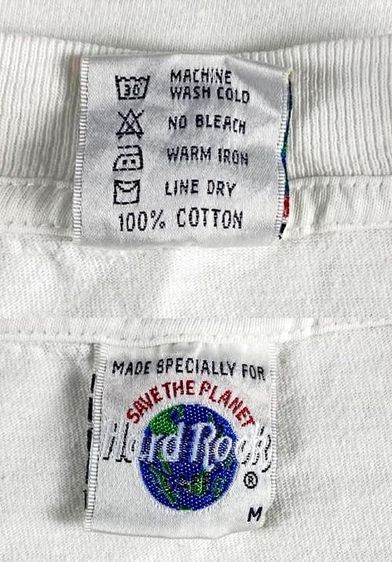 30°
MACHINE
WASH COLD
NO BLEACH
WARM IRON
LINE DRY
100% COTTON
MADE SPECIALLY FOR
SAVE THE PLANET
Hard Rock
®
M